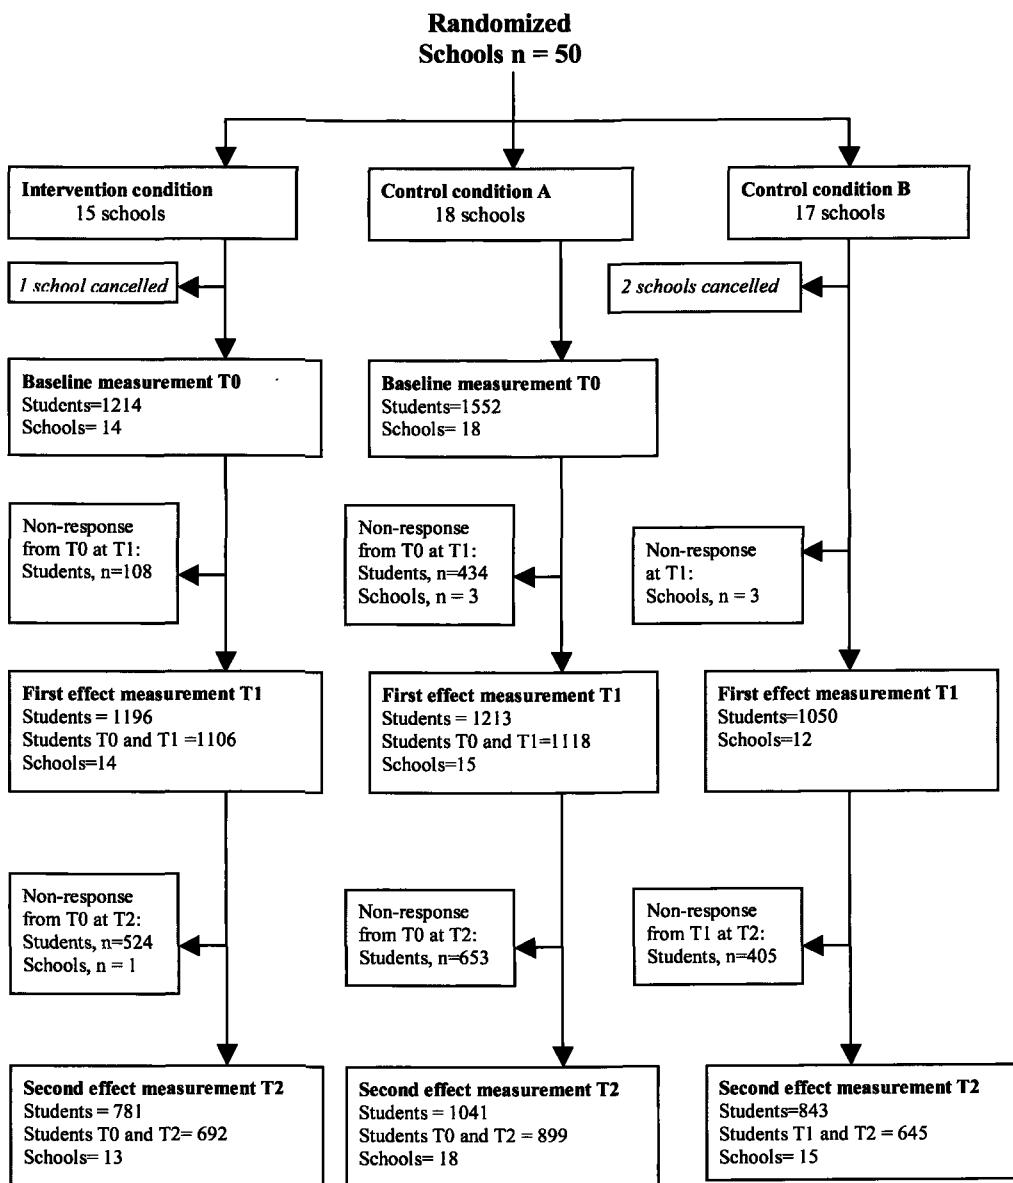 Randomized
Schools n = 50
Intervention condition
15 schools
Control condition A
18 schools
Control condition B
17 schools
1 school cancelled
2 schools cancelled
Baseline measurement T0
Students=1214
Schools= 14
Baseline measurement T0
Students=1552
Schools= 18
Non-response
from T0 at T1:
Students, n=108
Non-response
from T0 at T1:
Students, n=434
Schools, n = 3
Non-response
at T1:
Schools, n = 3
First effect measurement T1
Students = 1196
Students T0 and T1 =1106
Schools=14
First effect measurement T1
Students = 1213
Students T0 and T1=1118
Schools=15
First effect measurement T1
Students=1050
Schools=12
Non-response
from T0 at T2:
Students, n=524
Schools, n = 1
Non-response
from T0 at T2:
Students, n=653
Non-response
from T1 at T2:
Students, n=405
Second effect measurement T2
Students = 781
Students T0 and T2= 692
Schools= 13
Second effect measurement T2
Students = 1041
Students T0 and T2 = 899
Schools= 18
Second effect measurement T2
Students=843
Students T1 and T2 = 645
Schools= 15